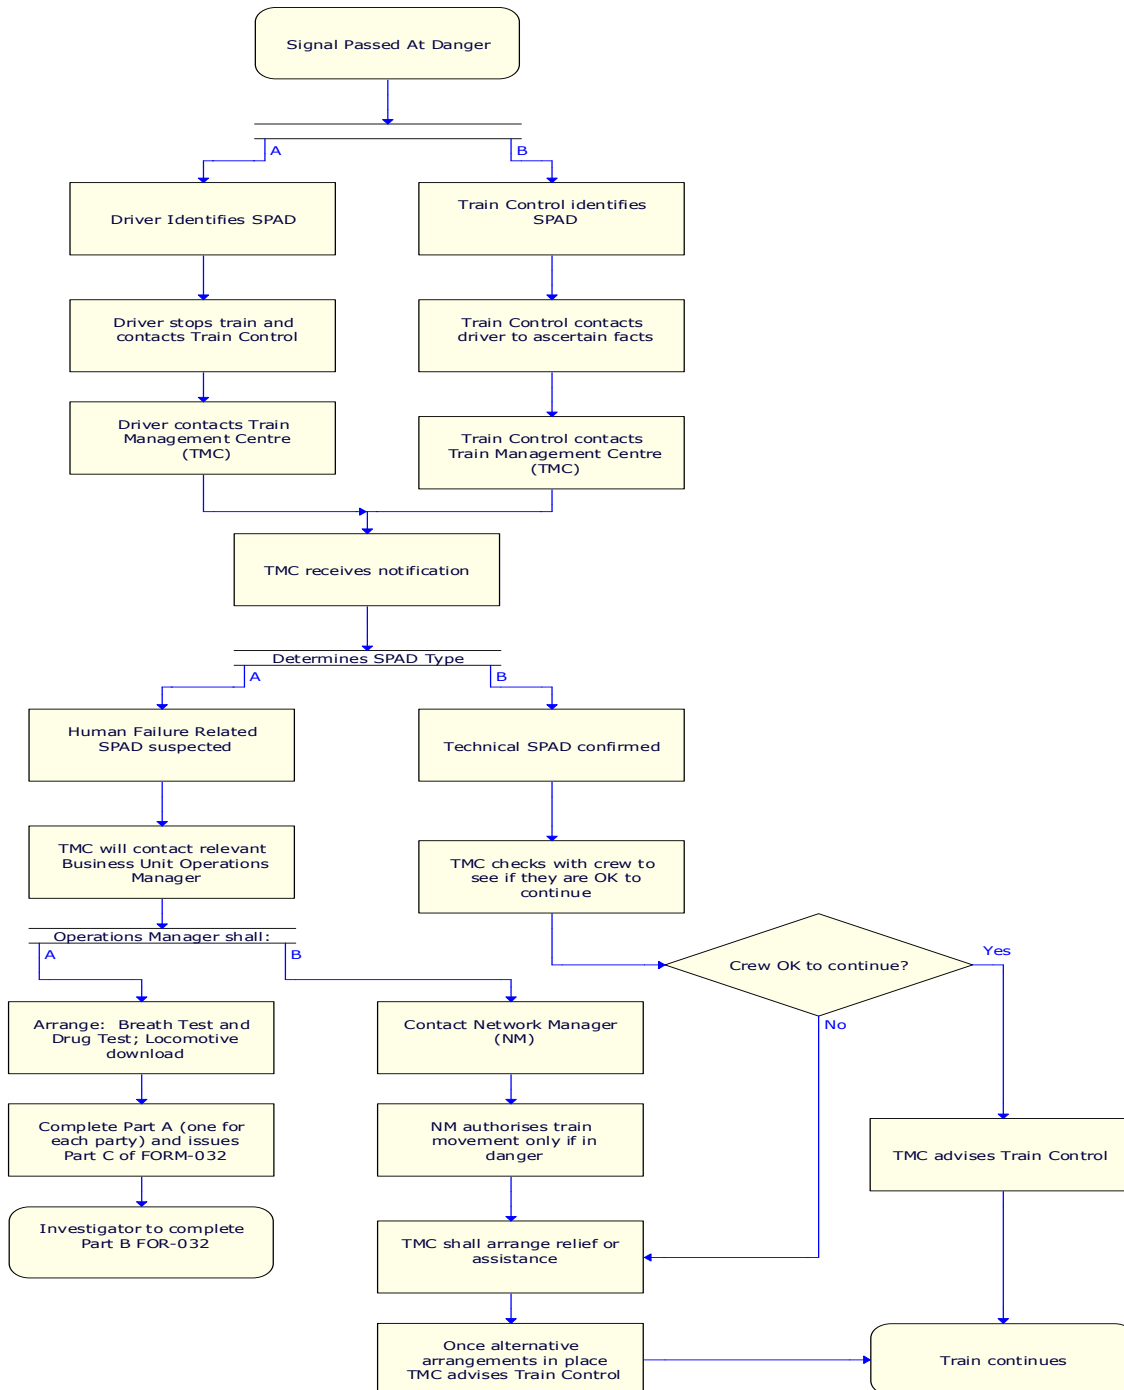 Signal Passed At Danger
A
B
Driver Identifies SPAD
Train Control identifies
SPAD
Driver stops train and
contacts Train Control
Train Control contacts
driver to ascertain facts
Driver contacts Train
Management Centre
(TMC)
Train Control contacts
Train Management Centre
(TMC)
TMC receives notification
Determines SPAD Type
A
B
Human Failure Related
SPAD suspected
Technical SPAD confirmed
TMC will contact relevant
Business Unit Operations
Manager
TMC checks with crew to
see if they are OK to
continue
Operations Manager shall:
A
B
Crew OK to continue?
Yes
No
Arrange: Breath Test and
Drug Test; Locomotive
download
Contact Network Manager
(NM)
Complete Part A (one for
each party) and issues
Part C of FORM-032
NM authorises train
movement only if in
danger
TMC advises Train Control
Investigator to complete
Part B FOR-032
TMC shall arrange relief or
assistance
Once alternative
arrangements in place
TMC advises Train Control
Train continues